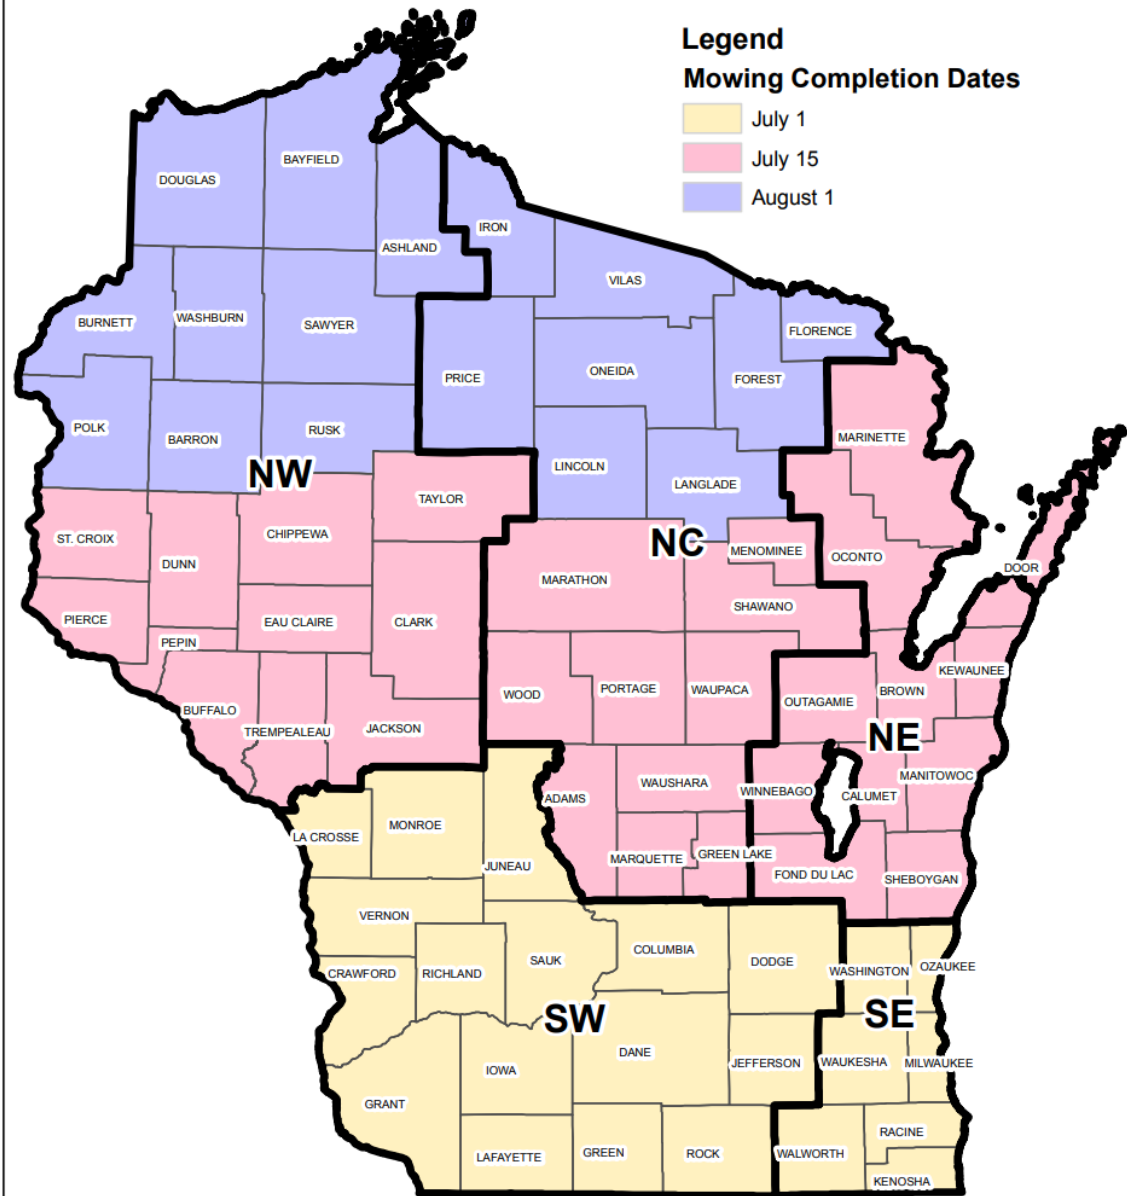 Legend
Mowing Completion Dates
July 1
July 15
August 1
BAYFIELD
DOUGLAS
IRON
ASHLAND
VILAS
BURNETT
WASHBURN
SAWYER
FLORENCE
PRICE
ONEIDA
FOREST
POLK
BARRON
RUSK
MARINETTE
NW
LINCOLN
LANGLADE
TAYLOR
ST. CROIX
CHIPPEWA
NC
MENOMINEE
DUNN
OCONTO
DOOR
MARATHON
SHAWANO
PIERCE
EAU CLAIRE
CLARK
PEPIN
KEWAUNEE
WOOD
PORTAGE
WAUPACA
BROWN
OUTAGAMIE
BUFFALO
TREMPEALEAU
JACKSON
NE
MANITOWOC
WAUSHARA
WINNEBAGO
ADAMS
CALUMET
LA CROSSE
MONROE
JUNEAU
MARQUETTE
GREEN LAKE
FOND DU LAC
SHEBOYGAN
VERNON
COLUMBIA
SAUK
DODGE
OZAUKEE
CRAWFORD
RICHLAND
WASHINGTON
SW
SE
DANE
JEFFERSON
WAUKESHA
MILWAUKEE
IOWA
GRANT
RACINE
LAFAYETTE
GREEN
ROCK
WALWORTH
KENOSHA